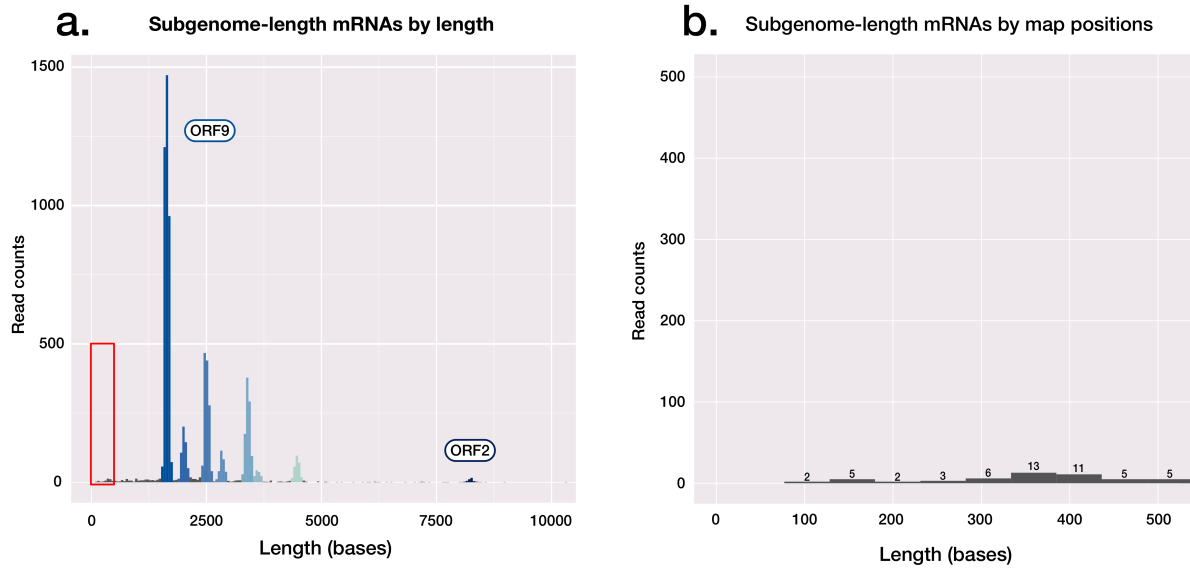 a.
Subgenome-length mRNAs by length
Read counts
1500
1000
500
0
ORF9
ORF2
0 2500 5000 7500 10000
Length (bases)
b.
Subgenome-length mRNAs by map positions
Read counts
500
400
300
200
100
0
2 5 2 3 6 13 11 5 5
0 100 200 300 400 500
Length (bases)